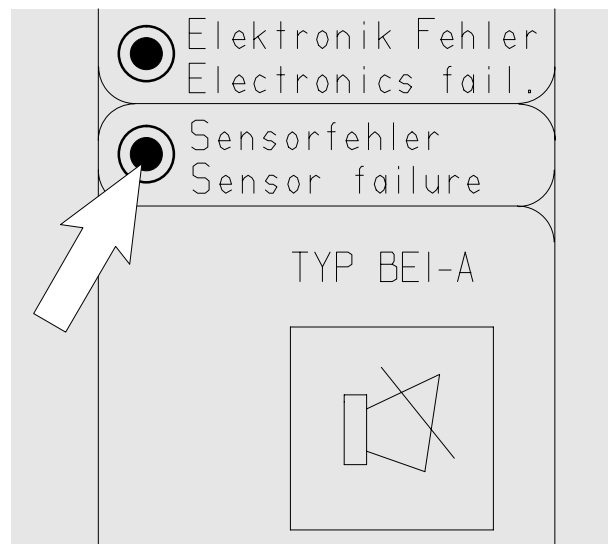 Elektronik Fehler
Electronics fail.
Sensorfehler
Sensor failure
TYP BEI-A